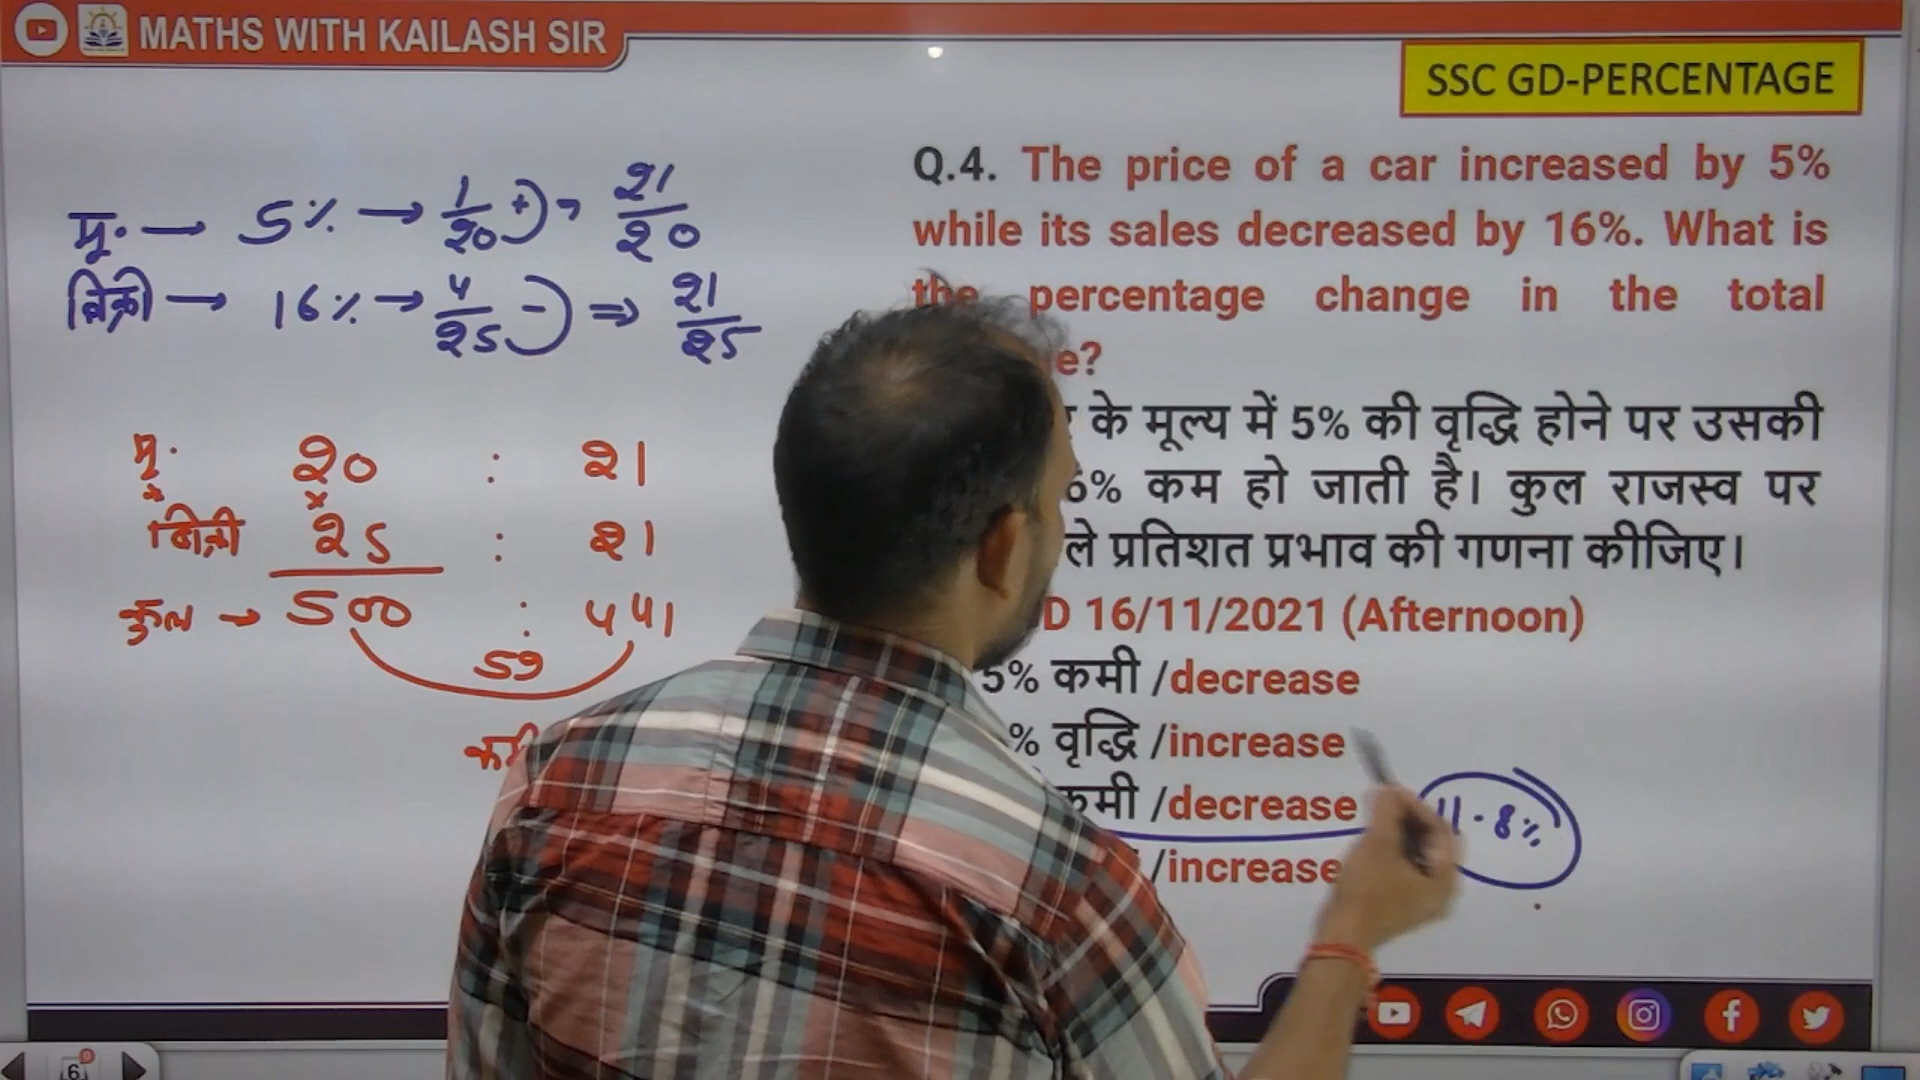 MATHS WITH KAILASH SIR
SSC GD-PERCENTAGE
मू. → 5% → 1/20 +) → 21/20
बिक्री → 16% → 4/25 -) ⇒ 21/25
मू. 20 : 21
×
×
बिक्री 25 : 21
कुल → 500 : 441
59
Q.4. The price of a car increased by 5%
while its sales decreased by 16%. What is
the percentage change in the total
e?
के मूल्य में 5% की वृद्धि होने पर उसकी
6% कम हो जाती है। कुल राजस्व पर
ले प्रतिशत प्रभाव की गणना कीजिए।
D 16/11/2021 (Afternoon)
5% कमी /decrease
% वृद्धि /increase
कमी /decrease
11.8%
/increase
6